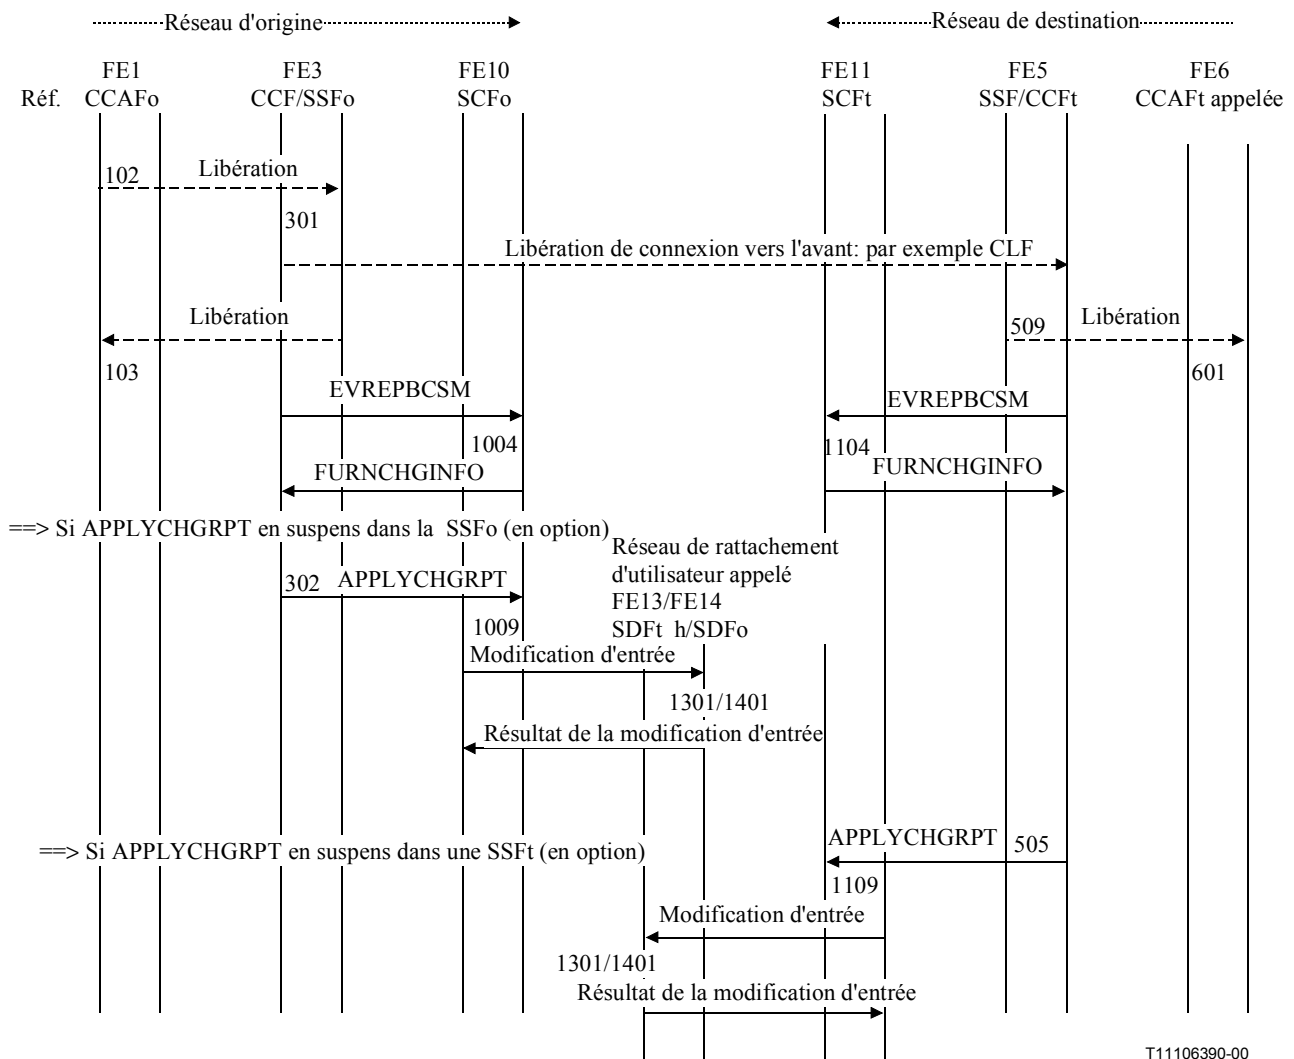 Réseau d'origine
Réseau de destination
FE1 FE3 FE10 FE11 FE5 FE6
Réf. CCAFo CCF/SSFo SCFo SCFt SSF/CCFt CCAFt appelée
102 Libération
301
Libération de connexion vers l'avant: par exemple CLF
Libération
509 Libération
103
601
EVREPBCSM
EVREPBCSM
1004
1104
FURNCHGINFO
FURNCHGINFO
==> Si APPLYCHGRPT en suspens dans la SSFo (en option)
Réseau de rattachement
d'utilisateur appelé
FE13/FE14
SDFt h/SDFo
302 APPLYCHGRPT
1009
Modification d'entrée
1301/1401
Résultat de la modification d'entrée
==> Si APPLYCHGRPT en suspens dans une SSFt (en option)
APPLYCHGRPT 505
1109
Modification d'entrée
1301/1401
Résultat de la modification d'entrée
T11106390-00